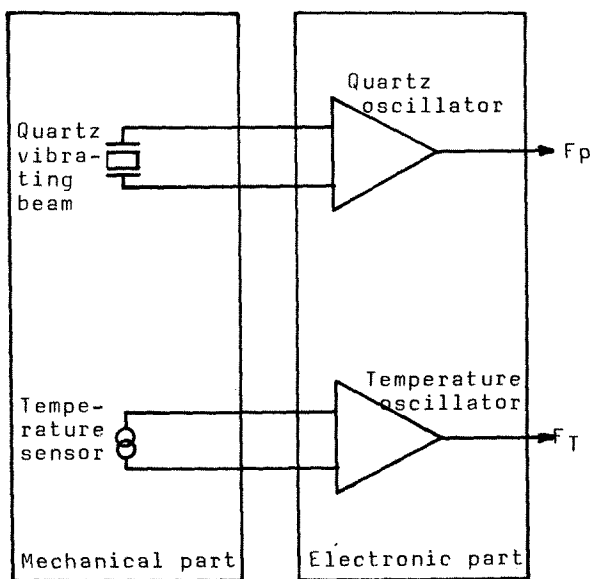 Quartz
oscillator
Quartz
vibra-
ting
beam
Fp
Temperature
oscillator
Tempe-
rature
sensor
FT
Mechanical part
Electronic part